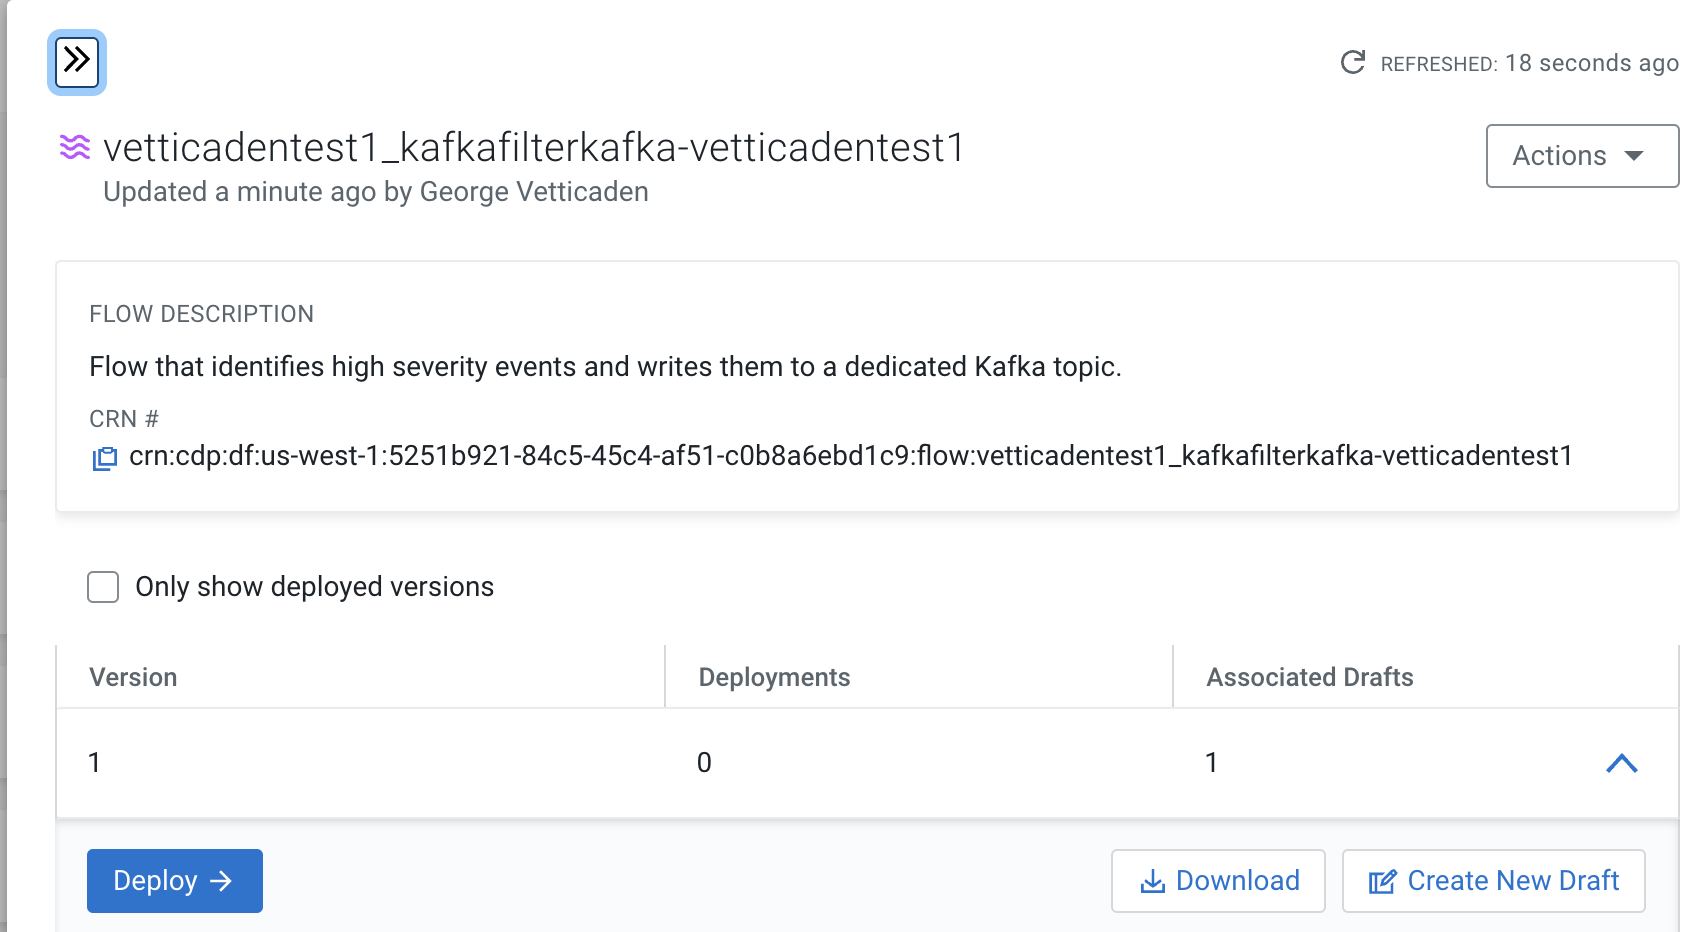 REFRESHED: 18 seconds ago
vetticadentest1_kafkafilterkafka-vetticadentest1
Actions
Updated a minute ago by George Vetticaden
FLOW DESCRIPTION
Flow that identifies high severity events and writes them to a dedicated Kafka topic.
CRN #
crn:cdp:df:us-west-1:5251b921-84c5-45c4-af51-c0b8a6ebd1c9:flow:vetticadentest1_kafkafilterkafka-vetticadentest1
Only show deployed versions
Version Deployments Associated Drafts
1 0 1
Deploy → Download Create New Draft